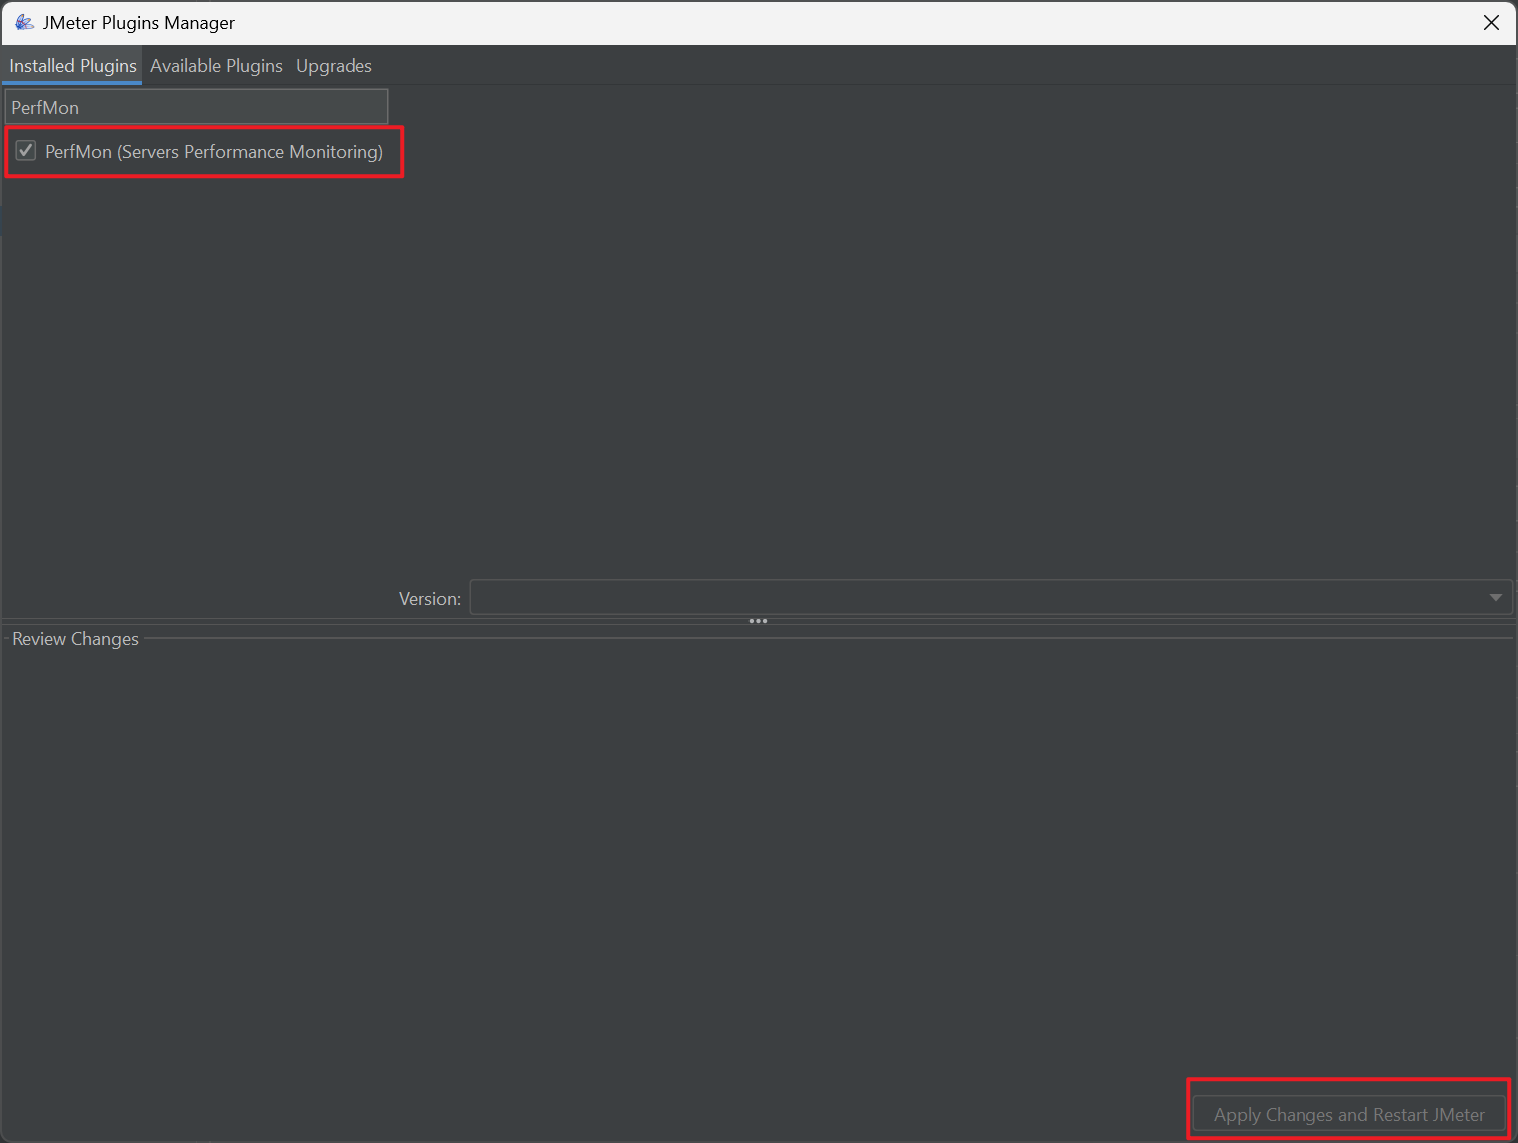 JMeter Plugins Manager
Installed Plugins Available Plugins Upgrades
PerfMon
PerfMon (Servers Performance Monitoring)
Version:
Review Changes
Apply Changes and Restart JMeter